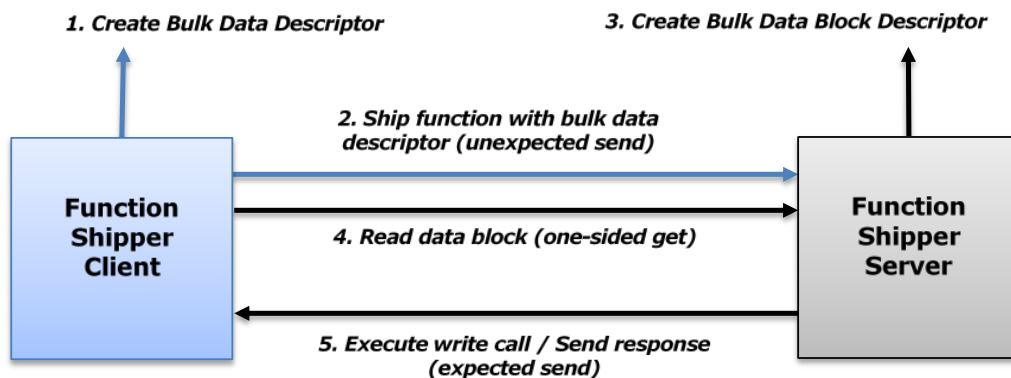 1. Create Bulk Data Descriptor
3. Create Bulk Data Block Descriptor
2. Ship function with bulk data
descriptor (unexpected send)
Function
Shipper
Client
Function
Shipper
Server
4. Read data block (one-sided get)
5. Execute write call / Send response
(expected send)